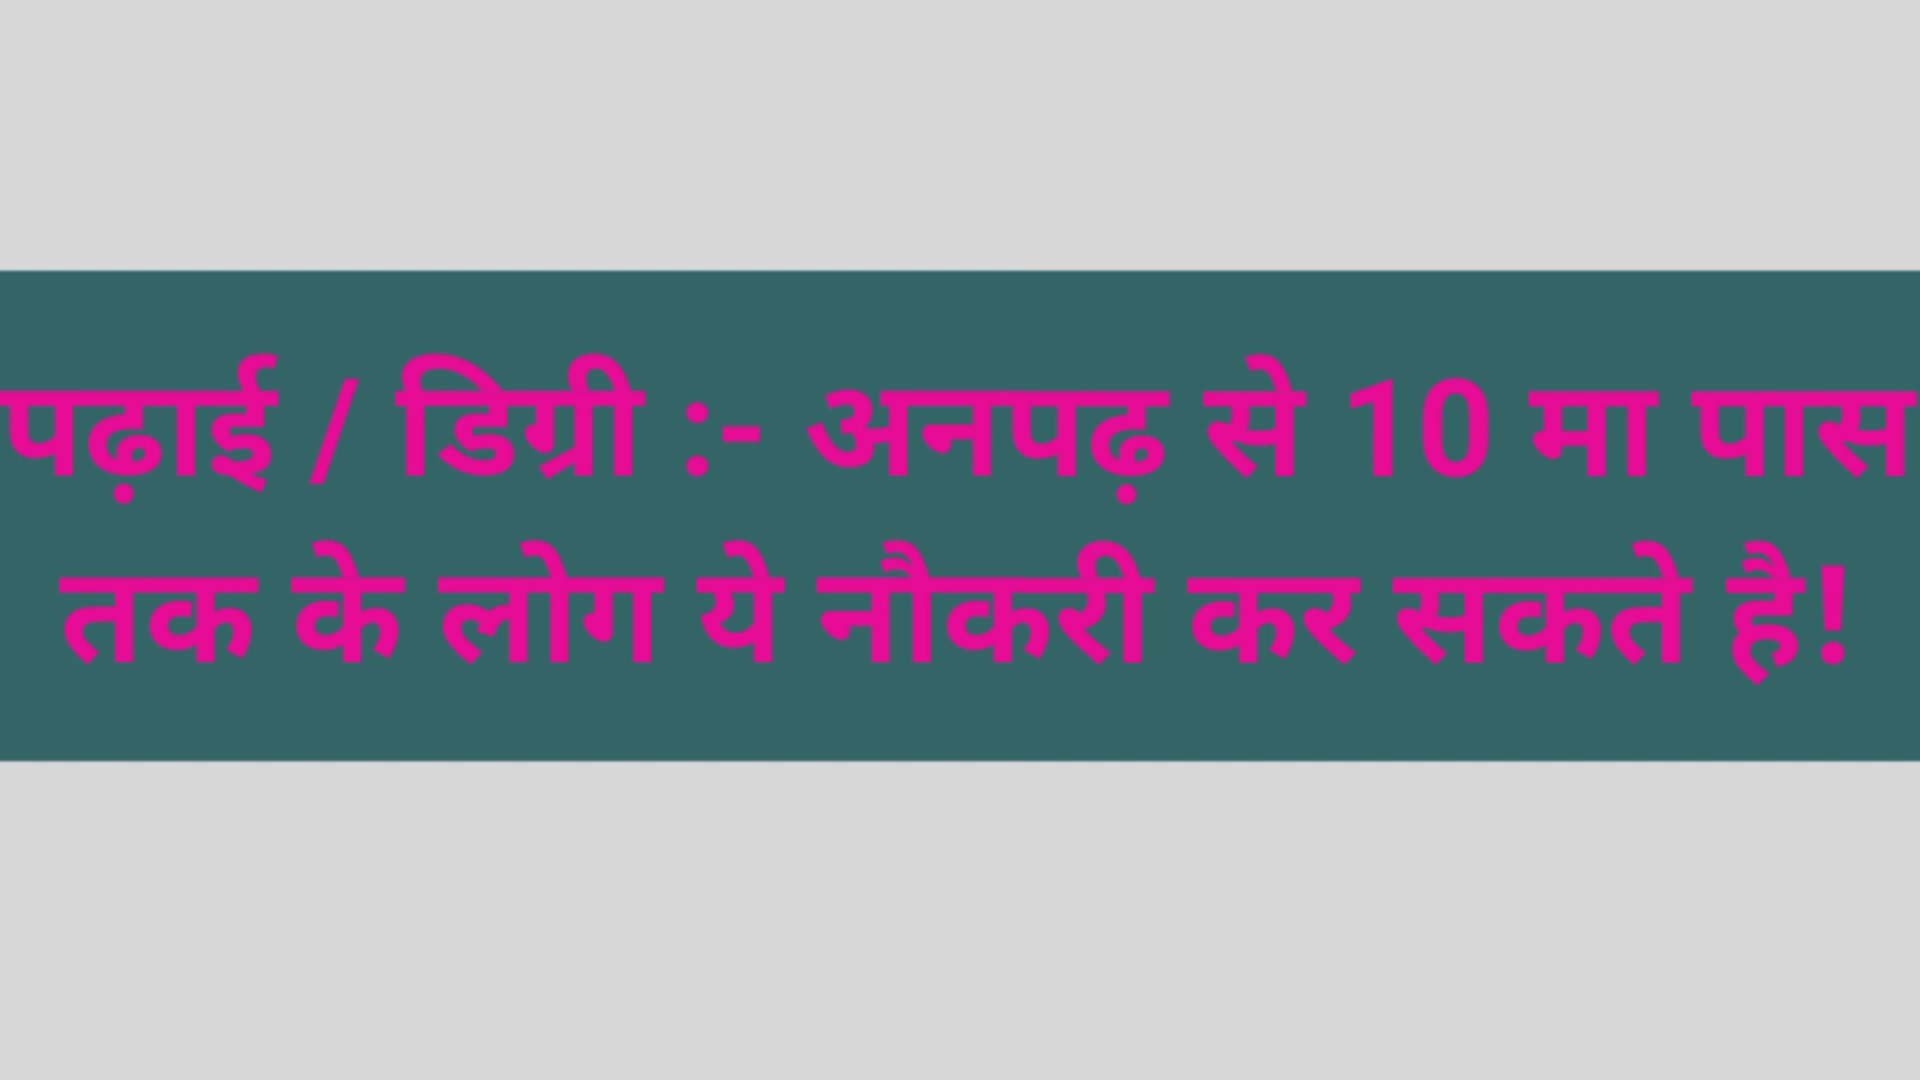 पढ़ाई / डिग्री :- अनपढ़ से 10 मा पास
तक के लोग ये नौकरी कर सकते है!